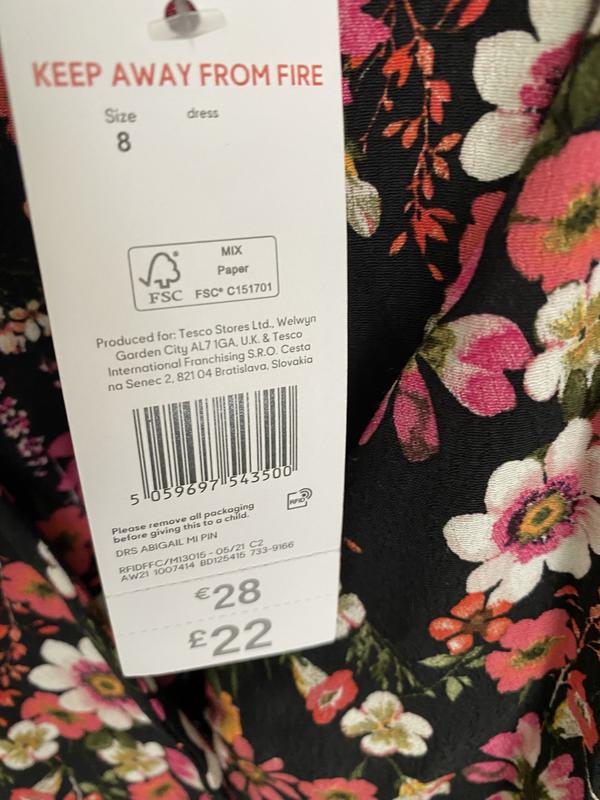 KEEP AWAY FROM FIRE
Size dress
8
MIX
Paper
FSC FSC® C151701
Produced for: Tesco Stores Ltd., Welwyn
Garden City AL7 1GA, U.K. & Tesco
International Franchising S.R.O. Cesta
na Senec 2, 821 04 Bratislava, Slovakia
5 059697 543500
RFID
Please remove all packaging
before giving this to a child.
DRS ABIGAIL MI PIN
RFIDFFC/M13015 - 05/21 C2
AW21 1007414 BD125415 733-9166
€28
£22